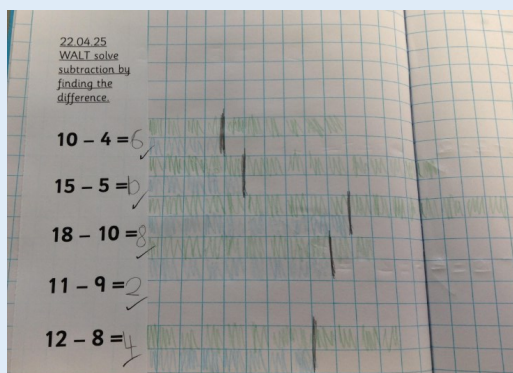 22.04.25
WALT solve
subtraction by
finding the
difference.
10 – 4 = 6
15 – 5 =
18 – 10 = 8
11 – 9 = 2
12 – 8 = 4